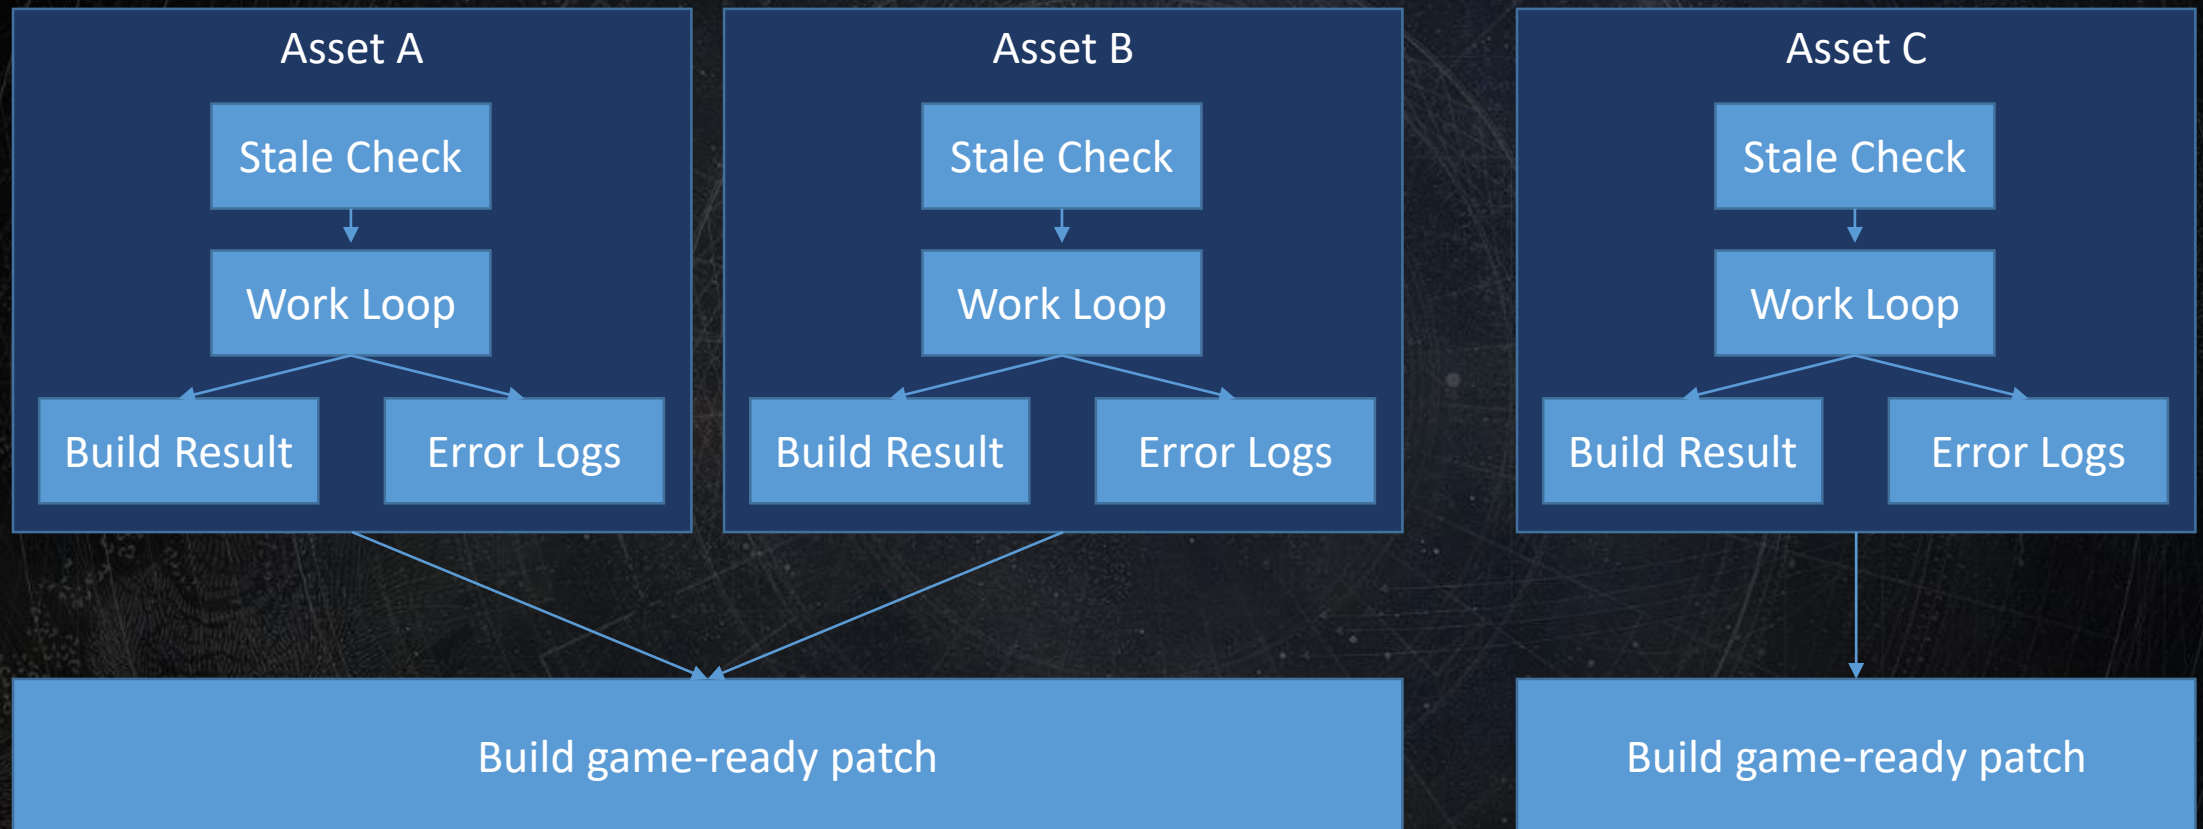 Asset A
Stale Check
Work Loop
Build Result
Error Logs
Asset B
Stale Check
Work Loop
Build Result
Error Logs
Asset C
Stale Check
Work Loop
Build Result
Error Logs
Build game-ready patch
Build game-ready patch